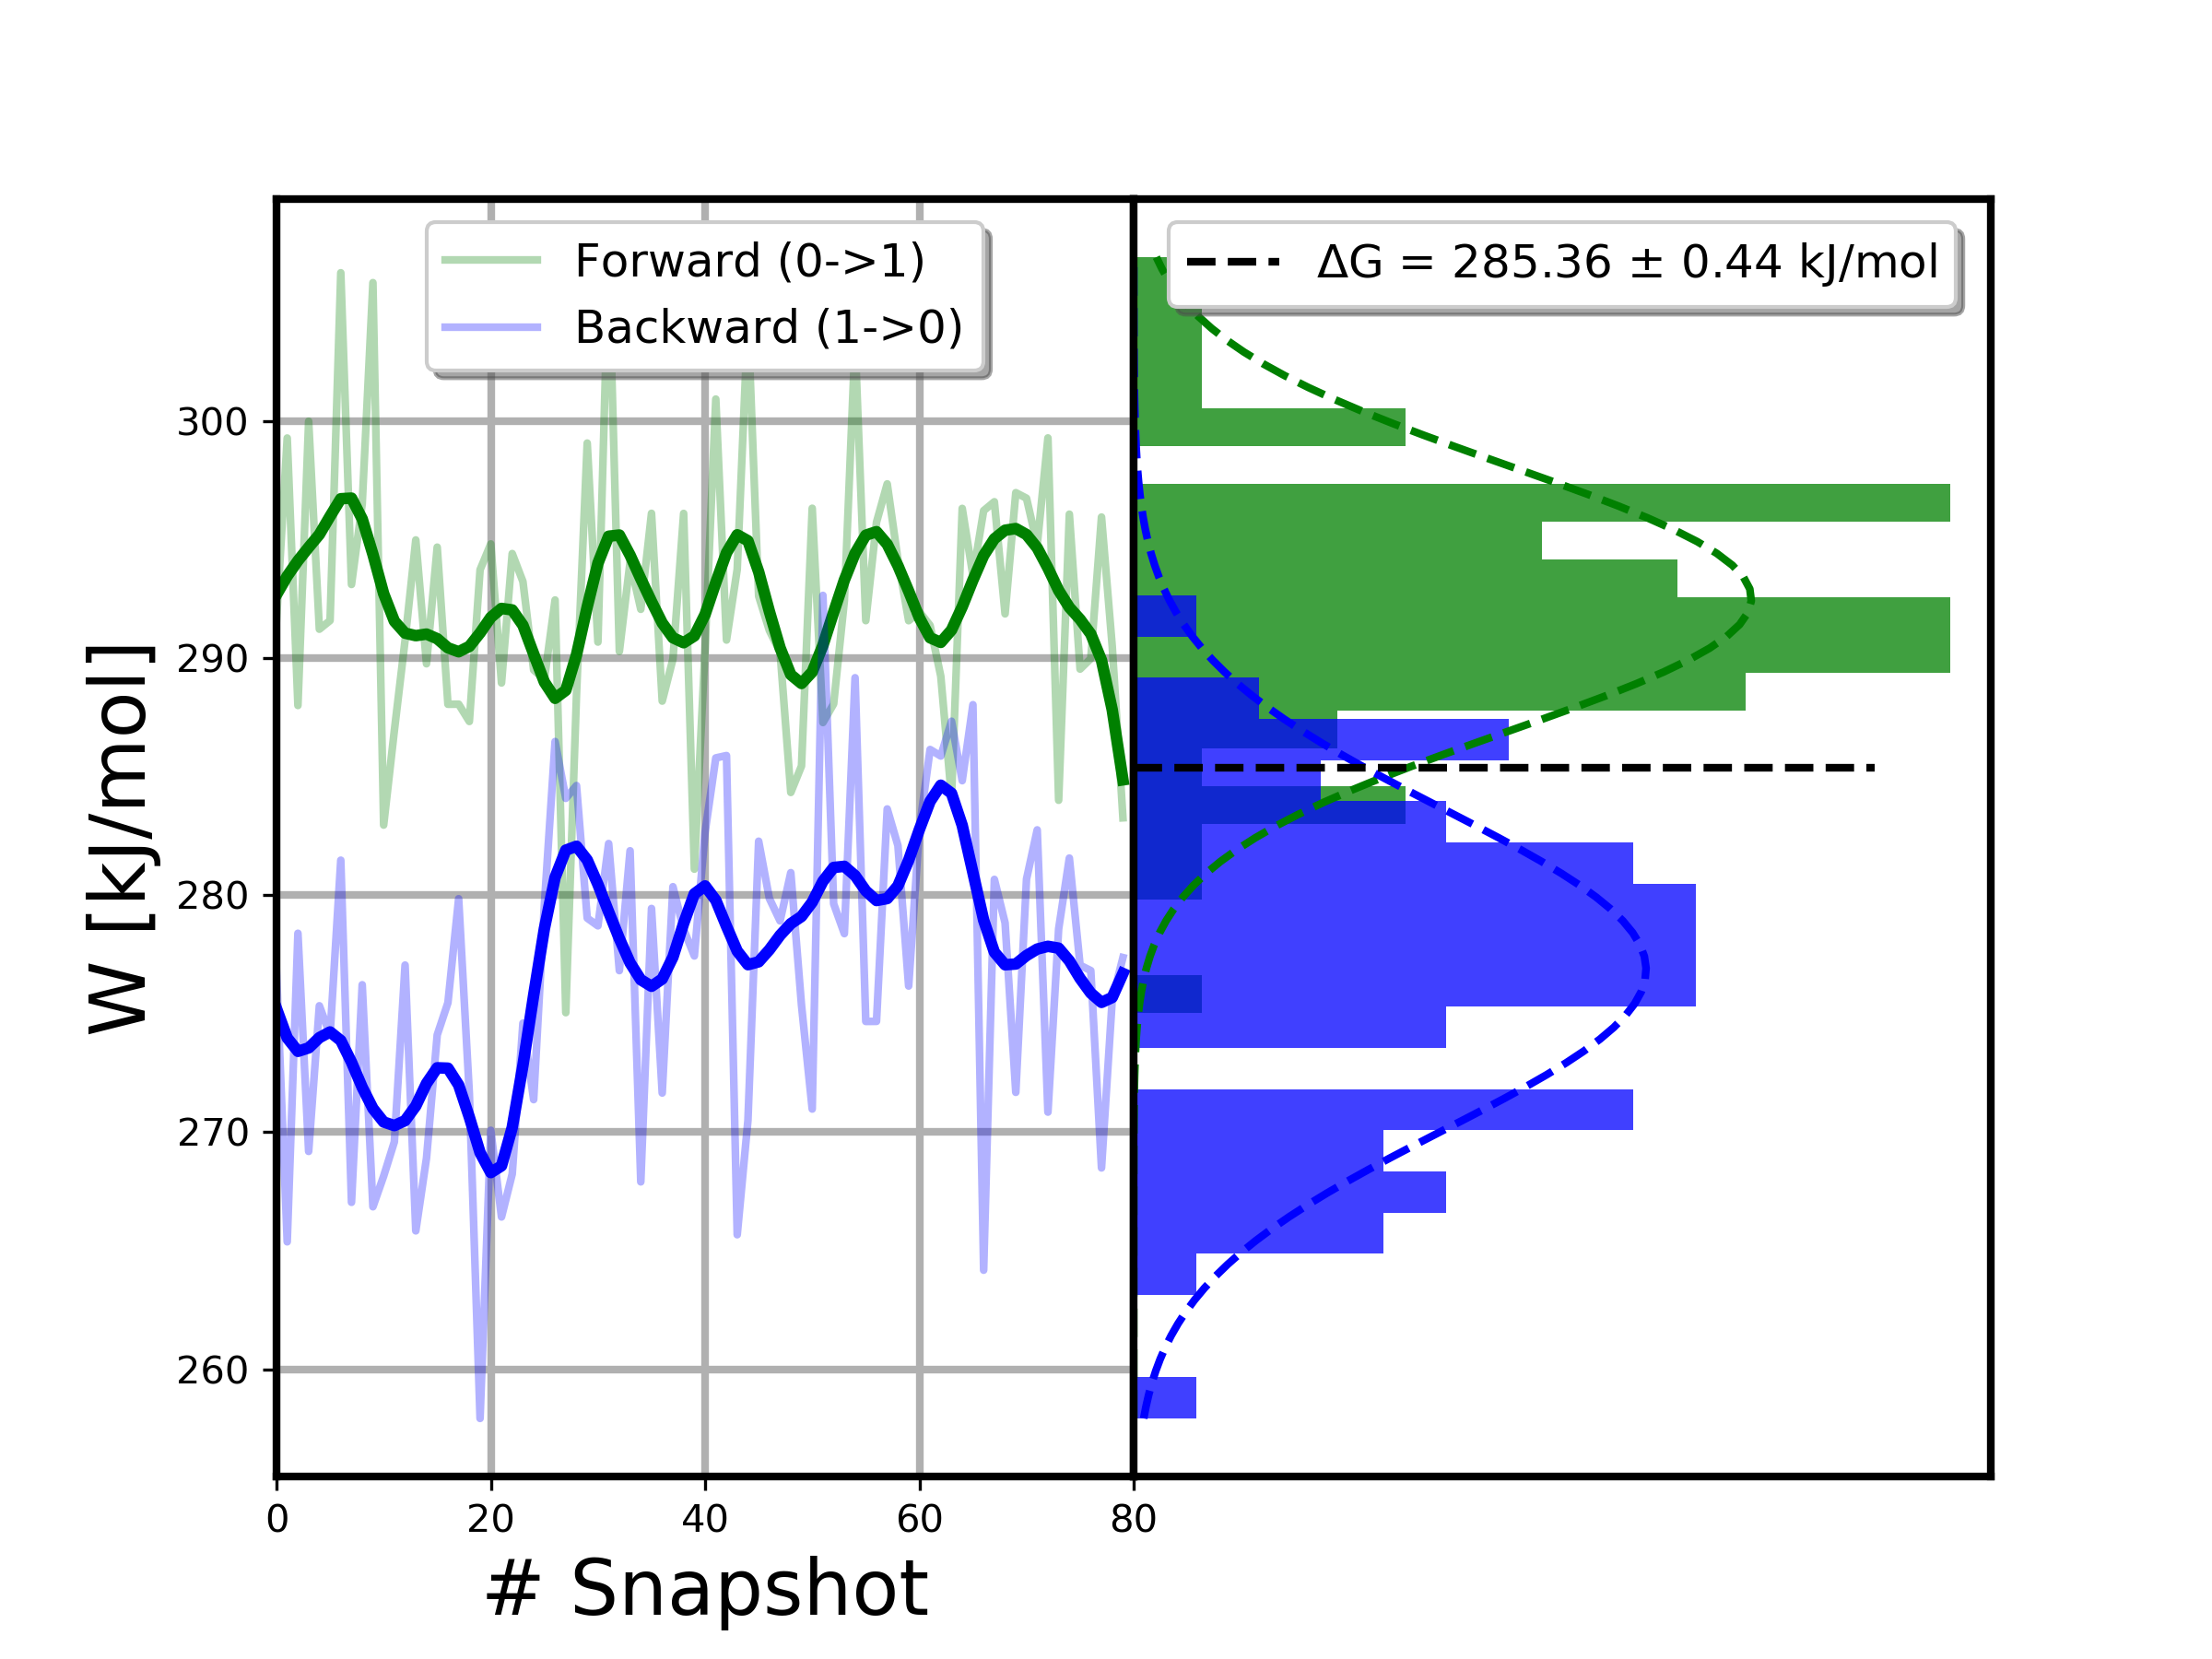 Forward (0->1)
Backward (1->0)
ΔG = 285.36 ± 0.44 kJ/mol
W [kJ/mol]
300
290
280
270
260
0 20 40 60 80
# Snapshot